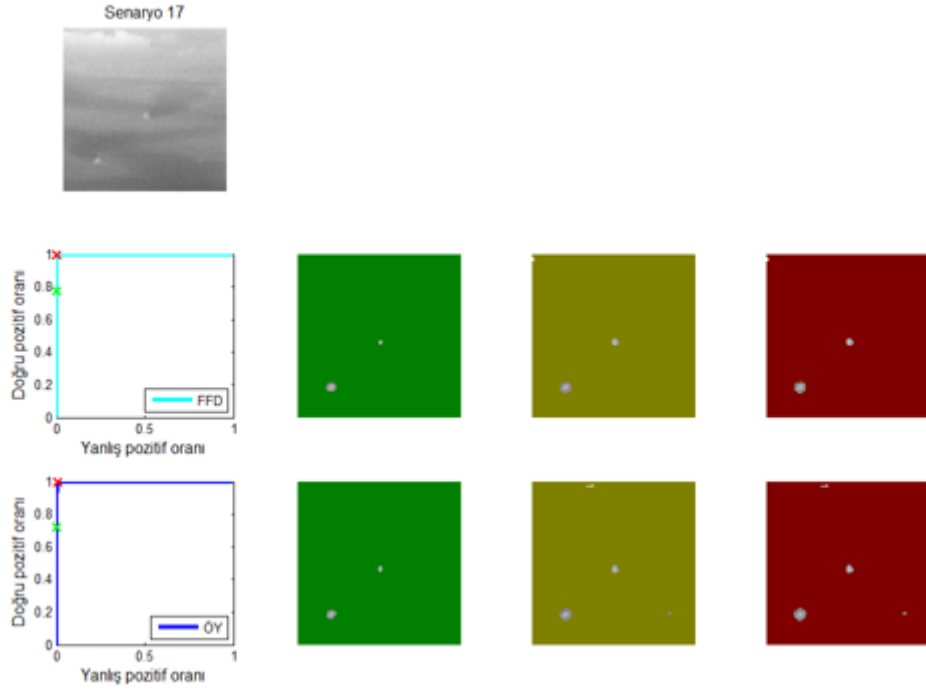 Senaryo 17
Doğru pozitif oranı
1
0.8
0.6
0.4
0.2
0
FFD
0 0.5 1
Yanlış pozitif oranı
Doğru pozitif oranı
1
0.8
0.6
0.4
0.2
0
ÖY
0 0.5 1
Yanlış pozitif oranı